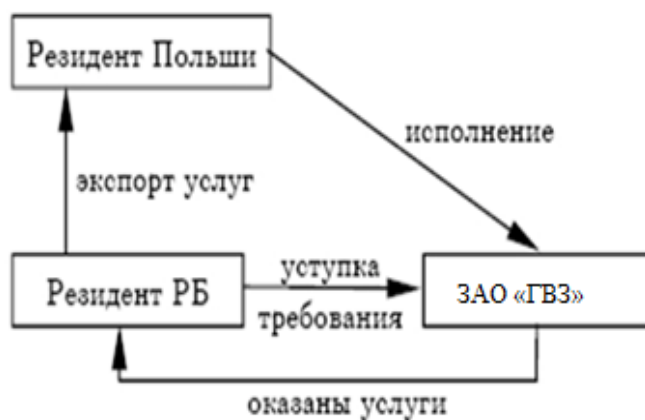 Резидент Польши
исполнение
экспорт услуг
уступка
Резидент РБ
ЗАО «ГВЗ»
требования
оказаны услуги